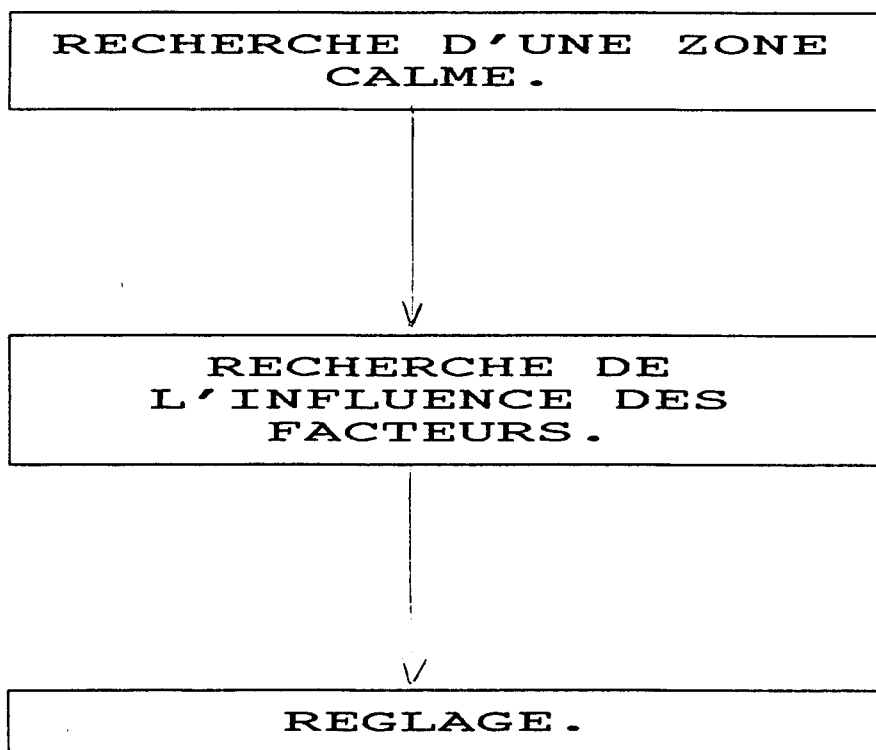 RECHERCHE D'UNE ZONE
CALME.
RECHERCHE DE
L'INFLUENCE DES
FACTEURS.
REGLAGE.